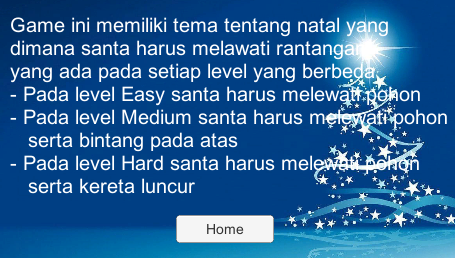 Game ini memiliki tema tentang natal yang
dimana santa harus melawati rantangan
yang ada pada setiap level yang berbeda.
- Pada level Easy santa harus melewati pohon
- Pada level Medium santa harus melewati pohon
serta bintang pada atas
- Pada level Hard santa harus melewati pohon
serta kereta luncur
Home